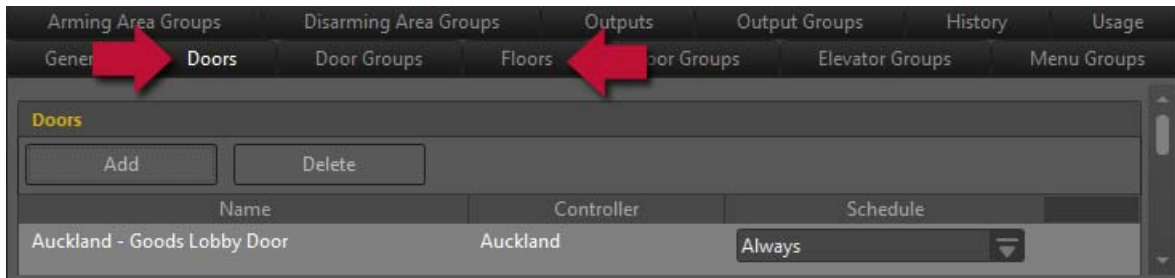 Arming Area Groups Disarming Area Groups Outputs Output Groups History Usage
Doors Door Groups Floors Groups Elevator Groups Menu Groups
Doors
Add Delete
Name Controller Schedule
Auckland - Goods Lobby Door Auckland Always